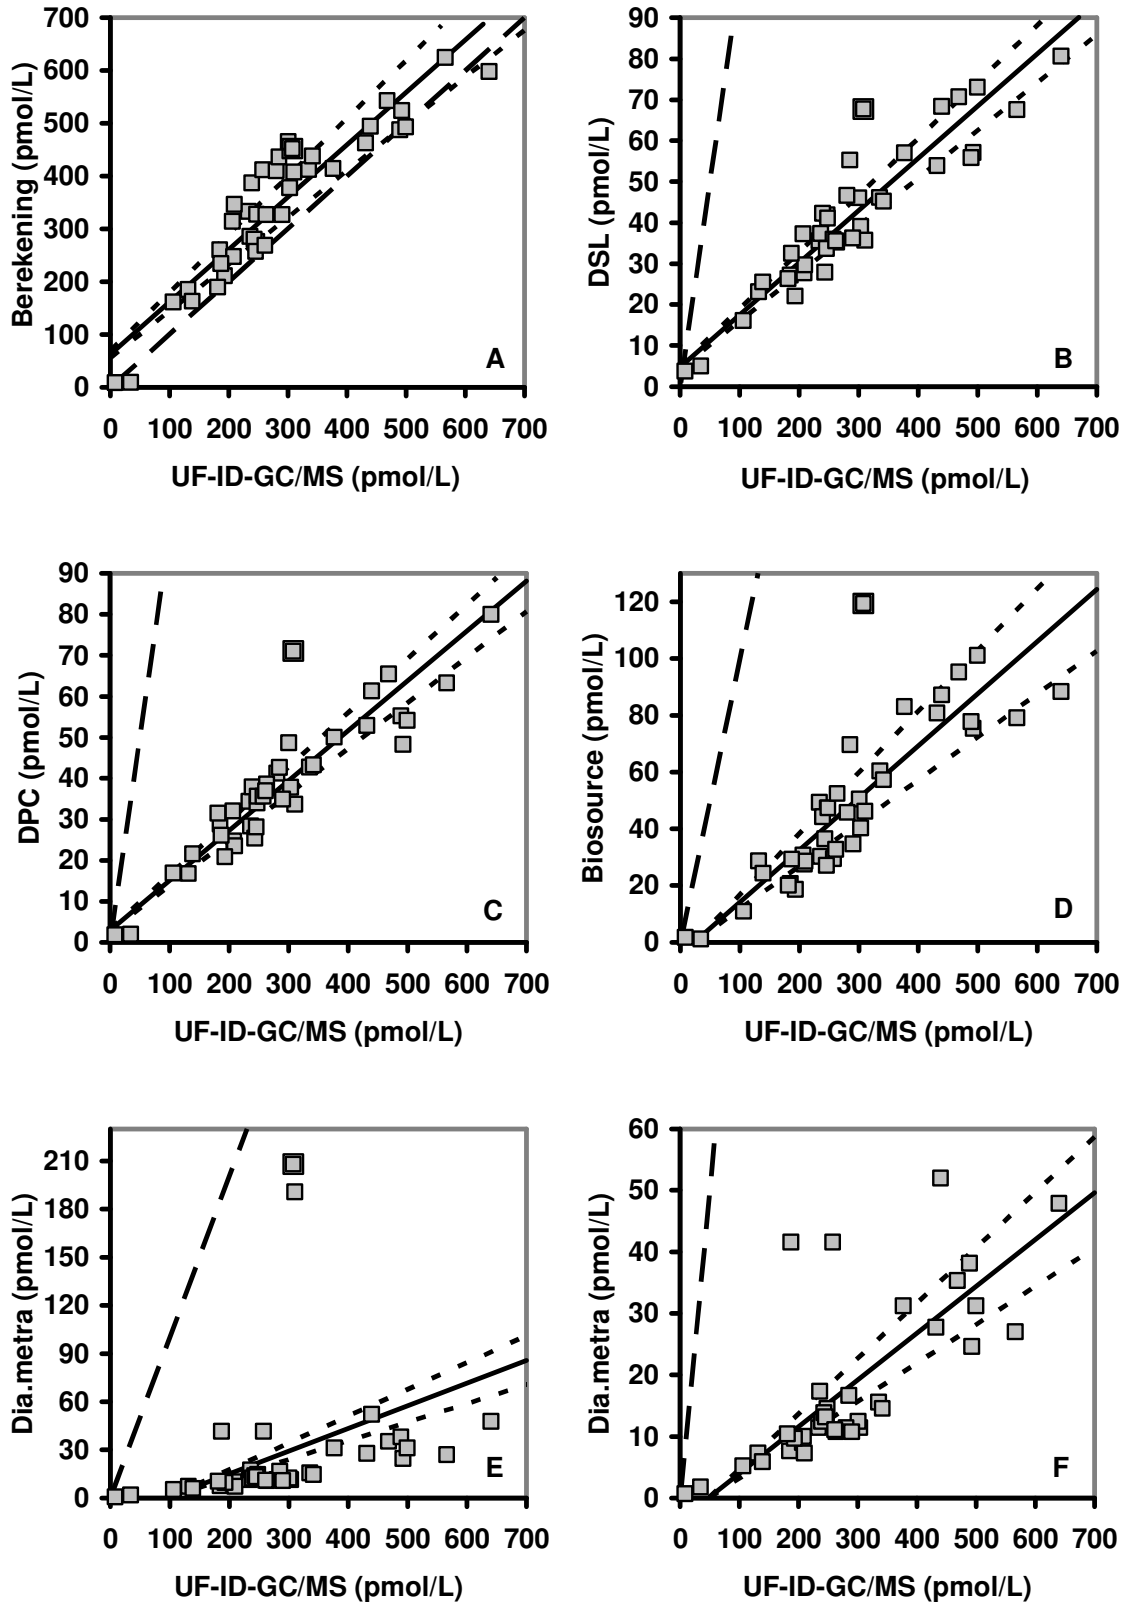 700
600
500
400
300
200
100
0
Berekening (pmol/L)
A
0 100 200 300 400 500 600 700
UF-ID-GC/MS (pmol/L)
90
80
70
60
50
40
30
20
10
0
DSL (pmol/L)
B
0 100 200 300 400 500 600 700
UF-ID-GC/MS (pmol/L)
90
80
70
60
50
40
30
20
10
0
DPC (pmol/L)
C
0 100 200 300 400 500 600 700
UF-ID-GC/MS (pmol/L)
120
100
80
60
40
20
0
Biosource (pmol/L)
D
0 100 200 300 400 500 600 700
UF-ID-GC/MS (pmol/L)
210
180
150
120
90
60
30
0
Dia.metra (pmol/L)
E
0 100 200 300 400 500 600 700
UF-ID-GC/MS (pmol/L)
60
50
40
30
20
10
0
Dia.metra (pmol/L)
F
0 100 200 300 400 500 600 700
UF-ID-GC/MS (pmol/L)